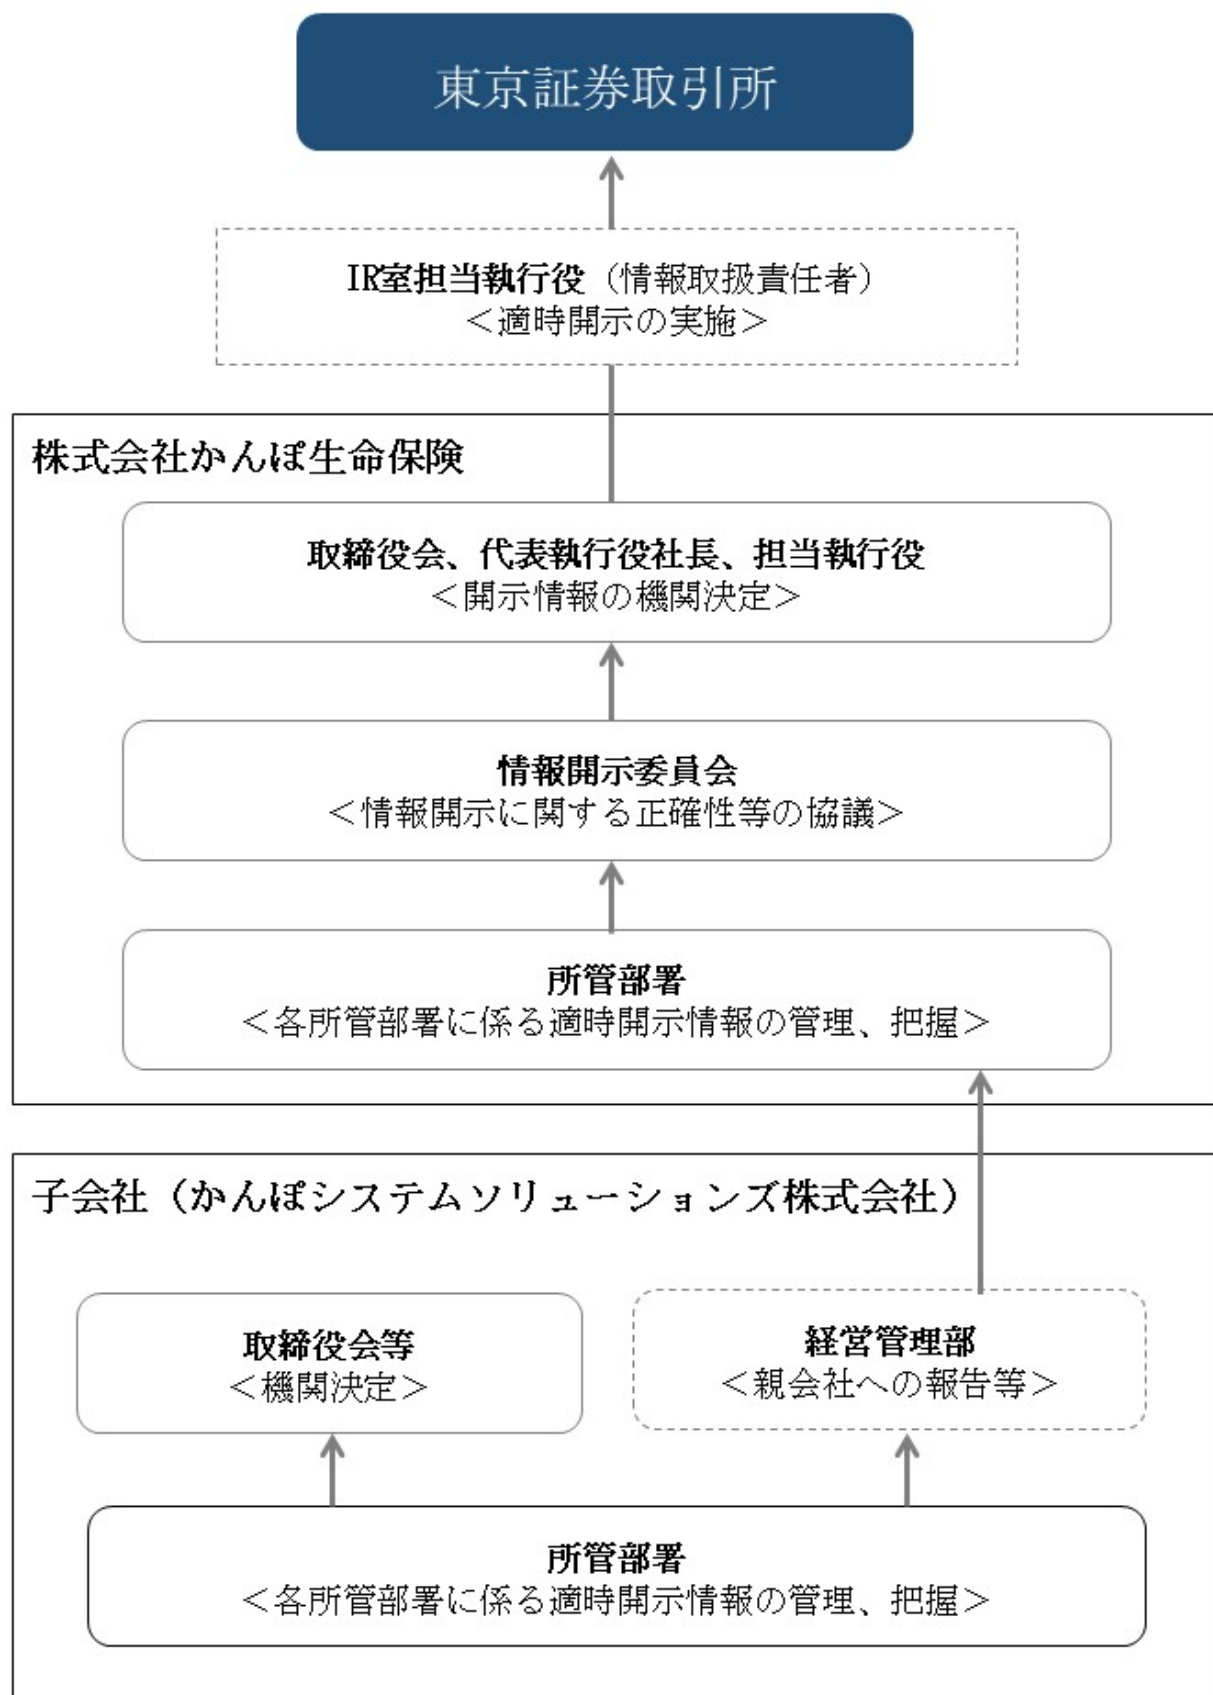 東京証券取引所
IR室担当執行役（情報取扱責任者）
＜適時開示の実施＞
株式会社かんぽ生命保険
取締役会、代表執行役社長、担当執行役
＜開示情報の機関決定＞
情報開示委員会
＜情報開示に関する正確性等の協議＞
所管部署
＜各所管部署に係る適時開示情報の管理、把握＞
子会社（かんぽシステムソリューションズ株式会社）
取締役会等
＜機関決定＞
経営管理部
＜親会社への報告等＞
所管部署
＜各所管部署に係る適時開示情報の管理、把握＞